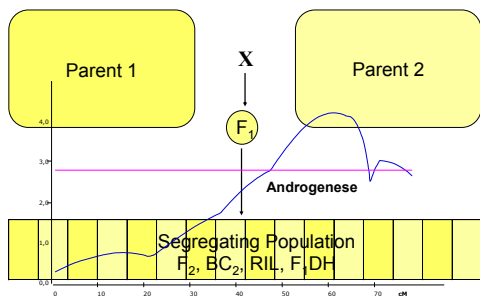 Parent 1
X
Parent 2
4,0
F1
3,0
Androgenese
2,0
1,0
Segregating Population
F2, BC2, RIL, F1DH
0,0
0 10 20 30 40 50 60 70 cM